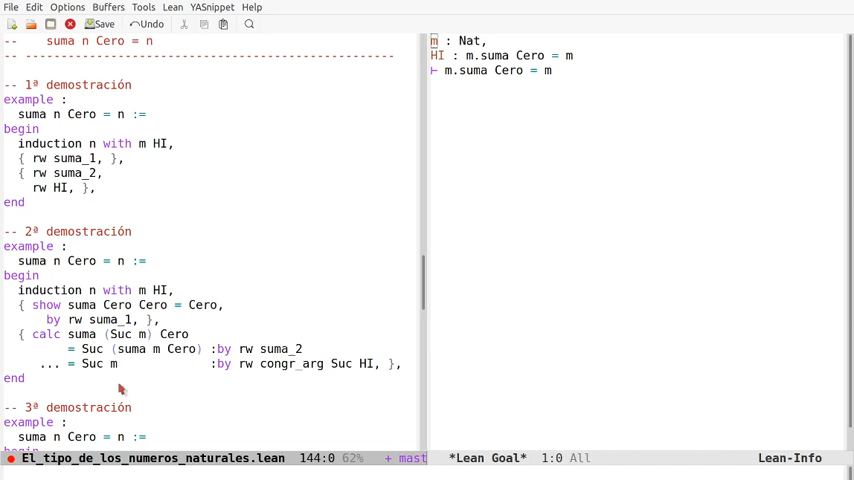 File Edit Options Buffers Tools Lean YASnippet Help
Save Undo
-- suma n Cero = n
-- ---------------------------------------------------
-- 1ª demostración
example :
suma n Cero = n :=
begin
induction n with m HI,
{ rw suma_1, },
{ rw suma_2,
rw HI, },
end
-- 2ª demostración
example :
suma n Cero = n :=
begin
induction n with m HI,
{ show suma Cero Cero = Cero,
by rw suma_1, },
{ calc suma (Suc m) Cero
= Suc (suma m Cero) :by rw suma_2
... = Suc m :by rw congr_arg Suc HI, },
end
-- 3ª demostración
example :
suma n Cero = n :=
El_tipo_de_los_numeros_naturales.lean 144:0 62% + mast
m : Nat,
HI : m.suma Cero = m
⊢ m.suma Cero = m
*Lean Goal* 1:0 All Lean-Info